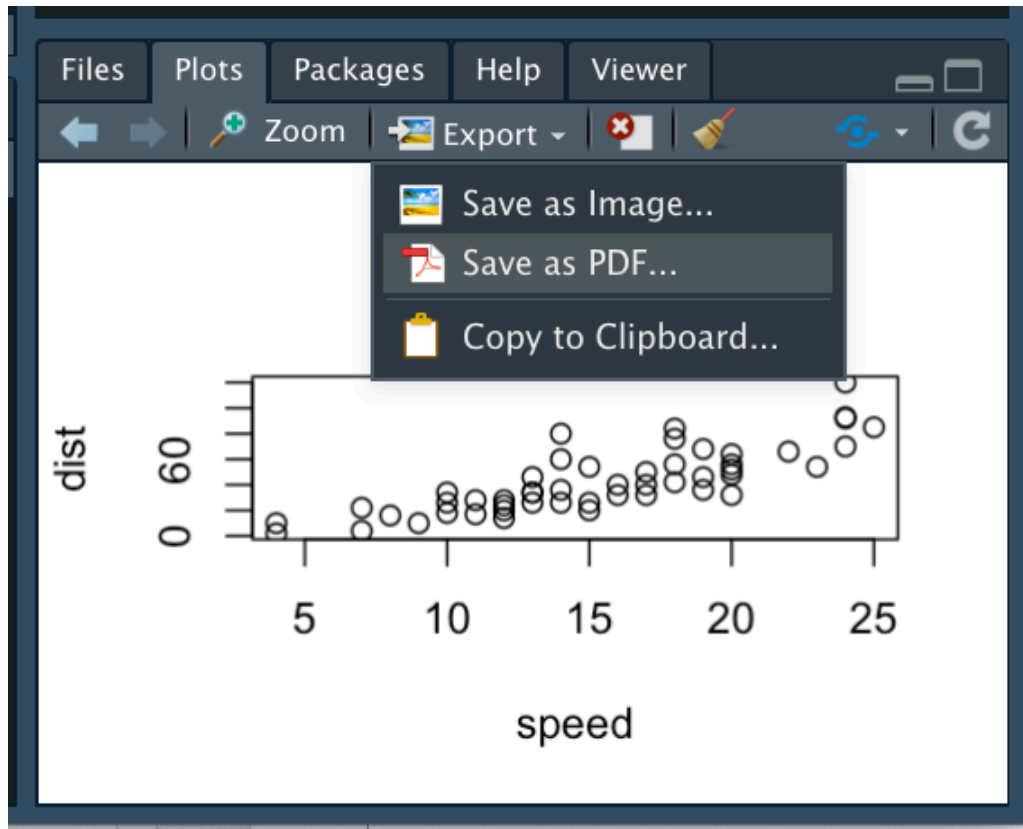 Files Plots Packages Help Viewer
Zoom Export
Save as Image...
Save as PDF...
Copy to Clipboard...
dist
60
0
5 10 15 20 25
speed